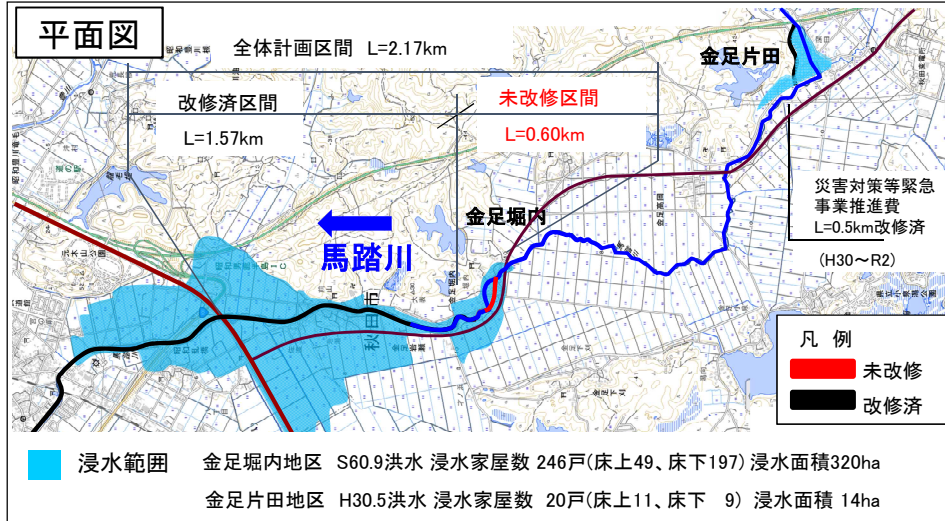 平面図
全体計画区間 L=2.17km
改修済区間
L=1.57km
未改修区間
L=0.60km
金足片田
災害対策等緊急
事業推進費
L=0.5km改修済
(H30～R2)
金足堀内
馬踏川
秋田市
凡 例
未改修
改修済
浸水範囲
金足堀内地区 S60.9洪水 浸水家屋数 246戸(床上49、床下197) 浸水面積320ha
金足片田地区 H30.5洪水 浸水家屋数 20戸(床上11、床下 9) 浸水面積 14ha